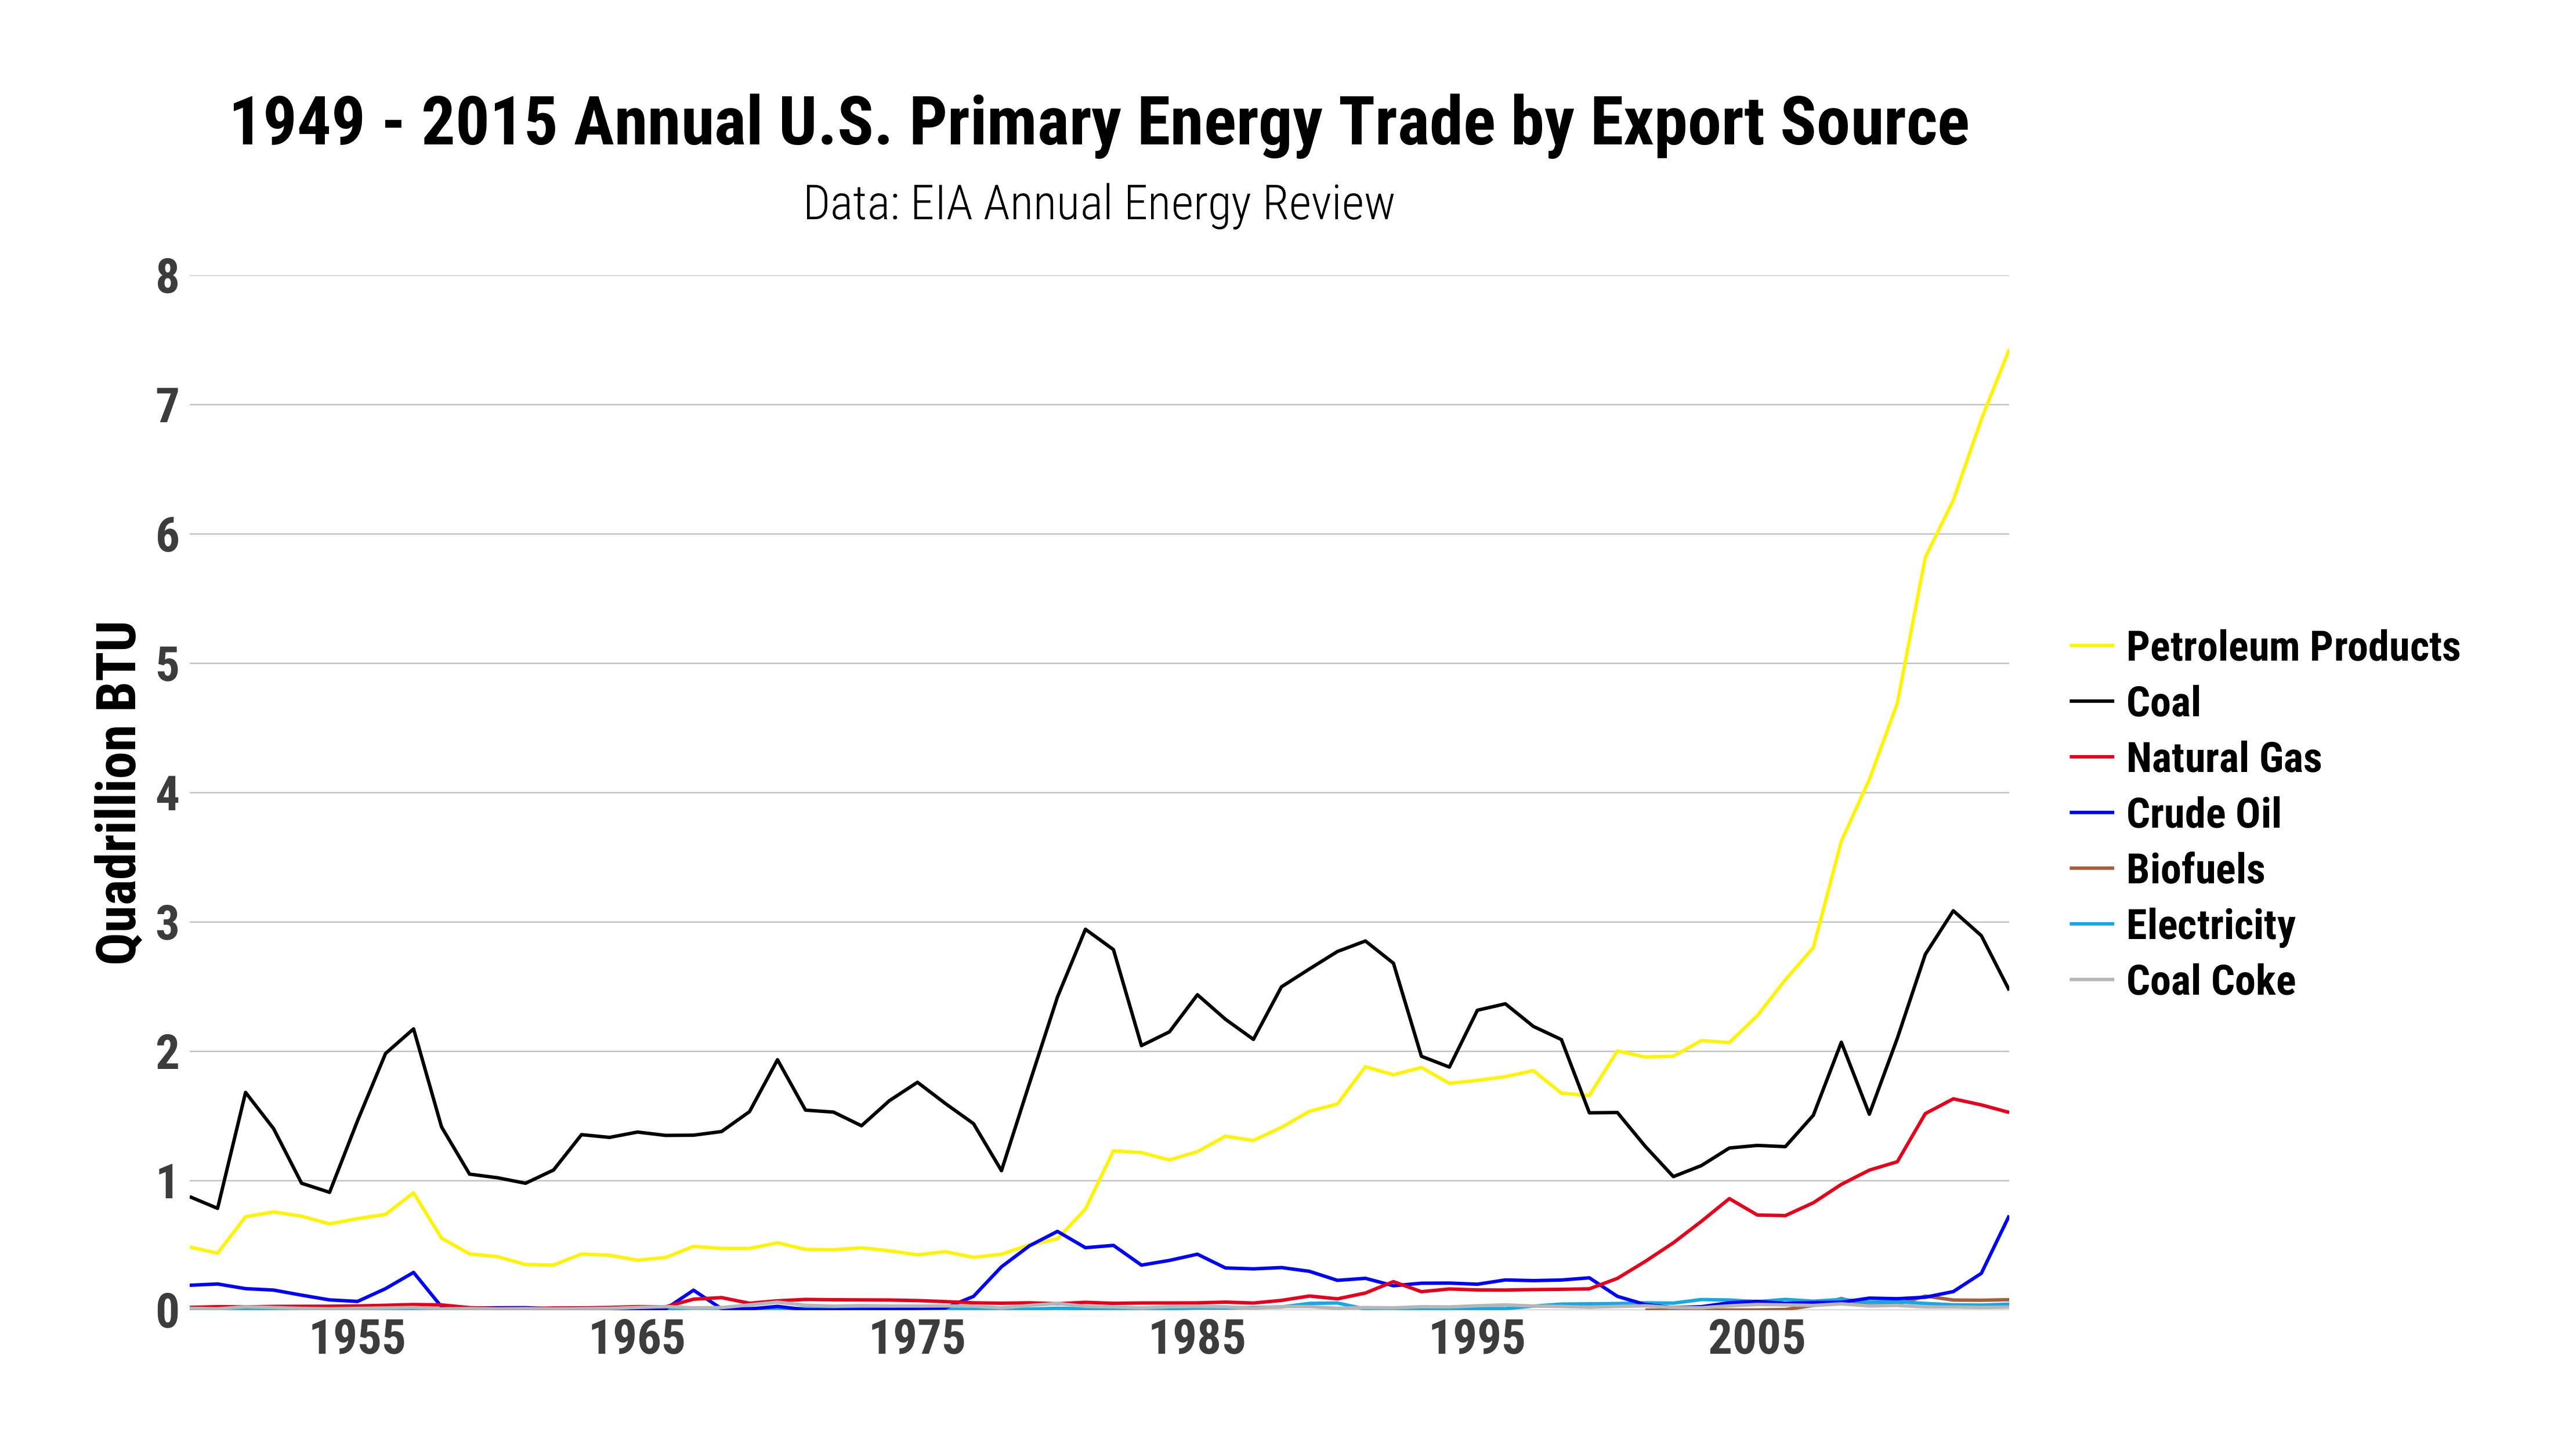 1949 - 2015 Annual U.S. Primary Energy Trade by Export Source
Data: EIA Annual Energy Review
Quadrillion BTU
8
7
6
5
4
3
2
1
0
1955 1965 1975 1985 1995 2005
Petroleum Products
Coal
Natural Gas
Crude Oil
Biofuels
Electricity
Coal Coke